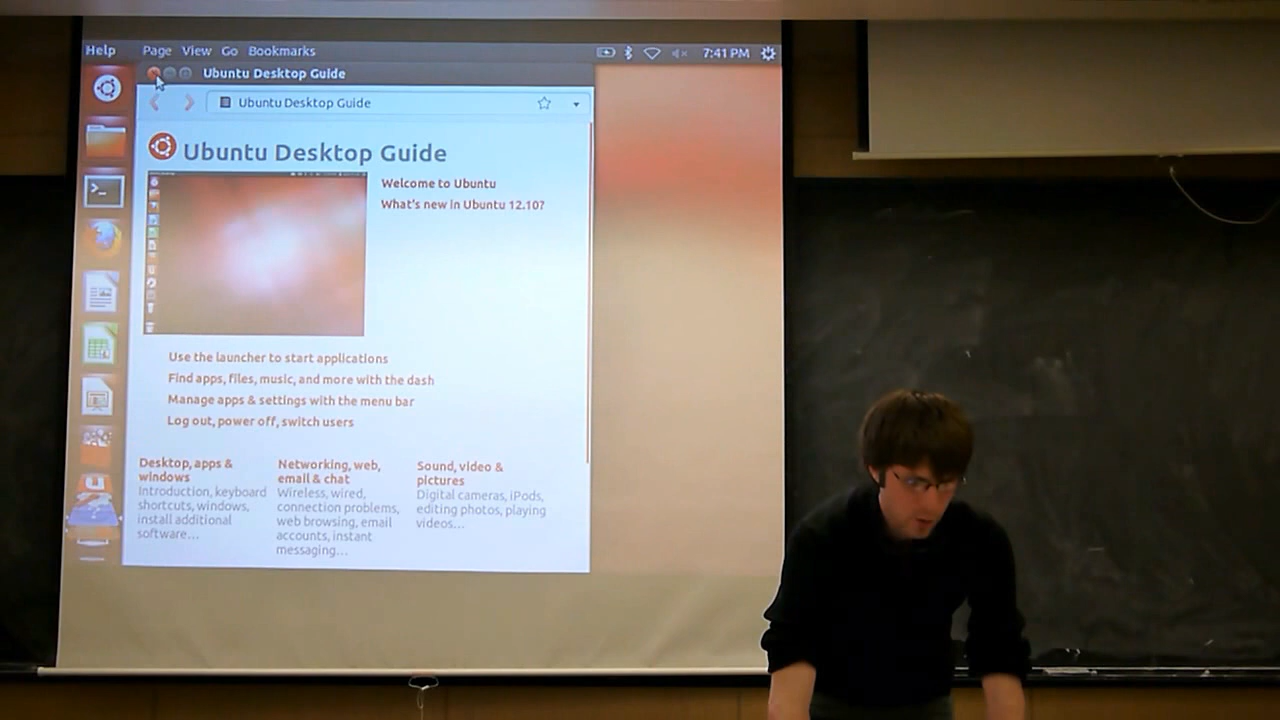 Help Page View Go Bookmarks 7:41 PM
Ubuntu Desktop Guide
Ubuntu Desktop Guide
Ubuntu Desktop Guide
Welcome to Ubuntu
What's new in Ubuntu 12.10?
Use the launcher to start applications
Find apps, files, music, and more with the dash
Manage apps & settings with the menu bar
Log out, power off, switch users
Desktop, apps &
windows
Introduction, keyboard
shortcuts, windows,
install additional
software...
Networking, web,
email & chat
Wireless, wired,
connection problems,
web browsing, email
accounts, instant
messaging...
Sound, video &
pictures
Digital cameras, iPods,
editing photos, playing
videos...